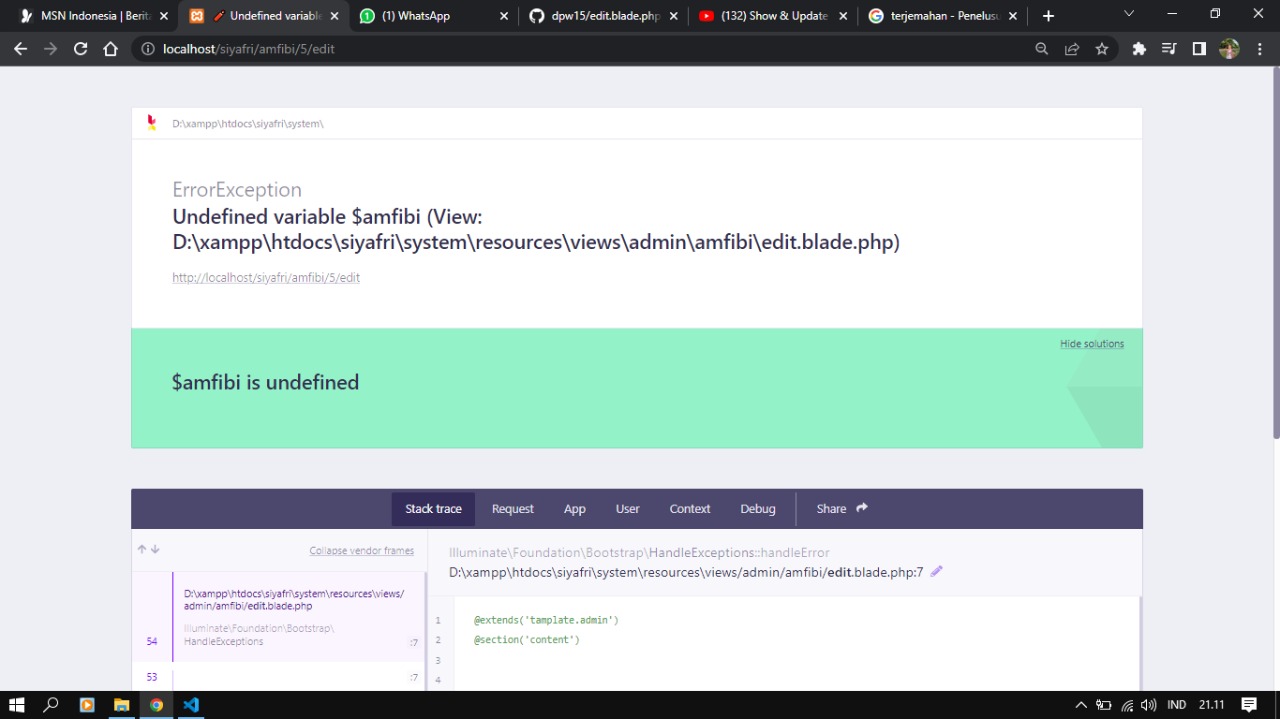 MSN Indonesia | Berita
Undefined variable
(1) WhatsApp
dpw15/edit.blade.php
(132) Show & Update
terjemahan - Penelusu
localhost/siyafri/amfibi/5/edit
D:\xampp\htdocs\siyafri\system\
ErrorException
Undefined variable $amfibi (View:
D:\xampp\htdocs\siyafri\system\resources\views\admin\amfibi\edit.blade.php)
http://localhost/siyafri/amfibi/5/edit
Hide solutions
$amfibi is undefined
Stack trace Request App User Context Debug Share
Collapse vendor frames
Illuminate\Foundation\Bootstrap\HandleExceptions::handleError
D:\xampp\htdocs\siyafri\system\resources\views/admin/amfibi/edit.blade.php:7
D:\xampp\htdocs\siyafri\system\resources\views/
admin/amfibi/edit.blade.php
Illuminate\Foundation\Bootstrap\
54 HandleExceptions :7
53 :7
1 @extends('tamplate.admin')
2 @section('content')
3
4
IND 21.11